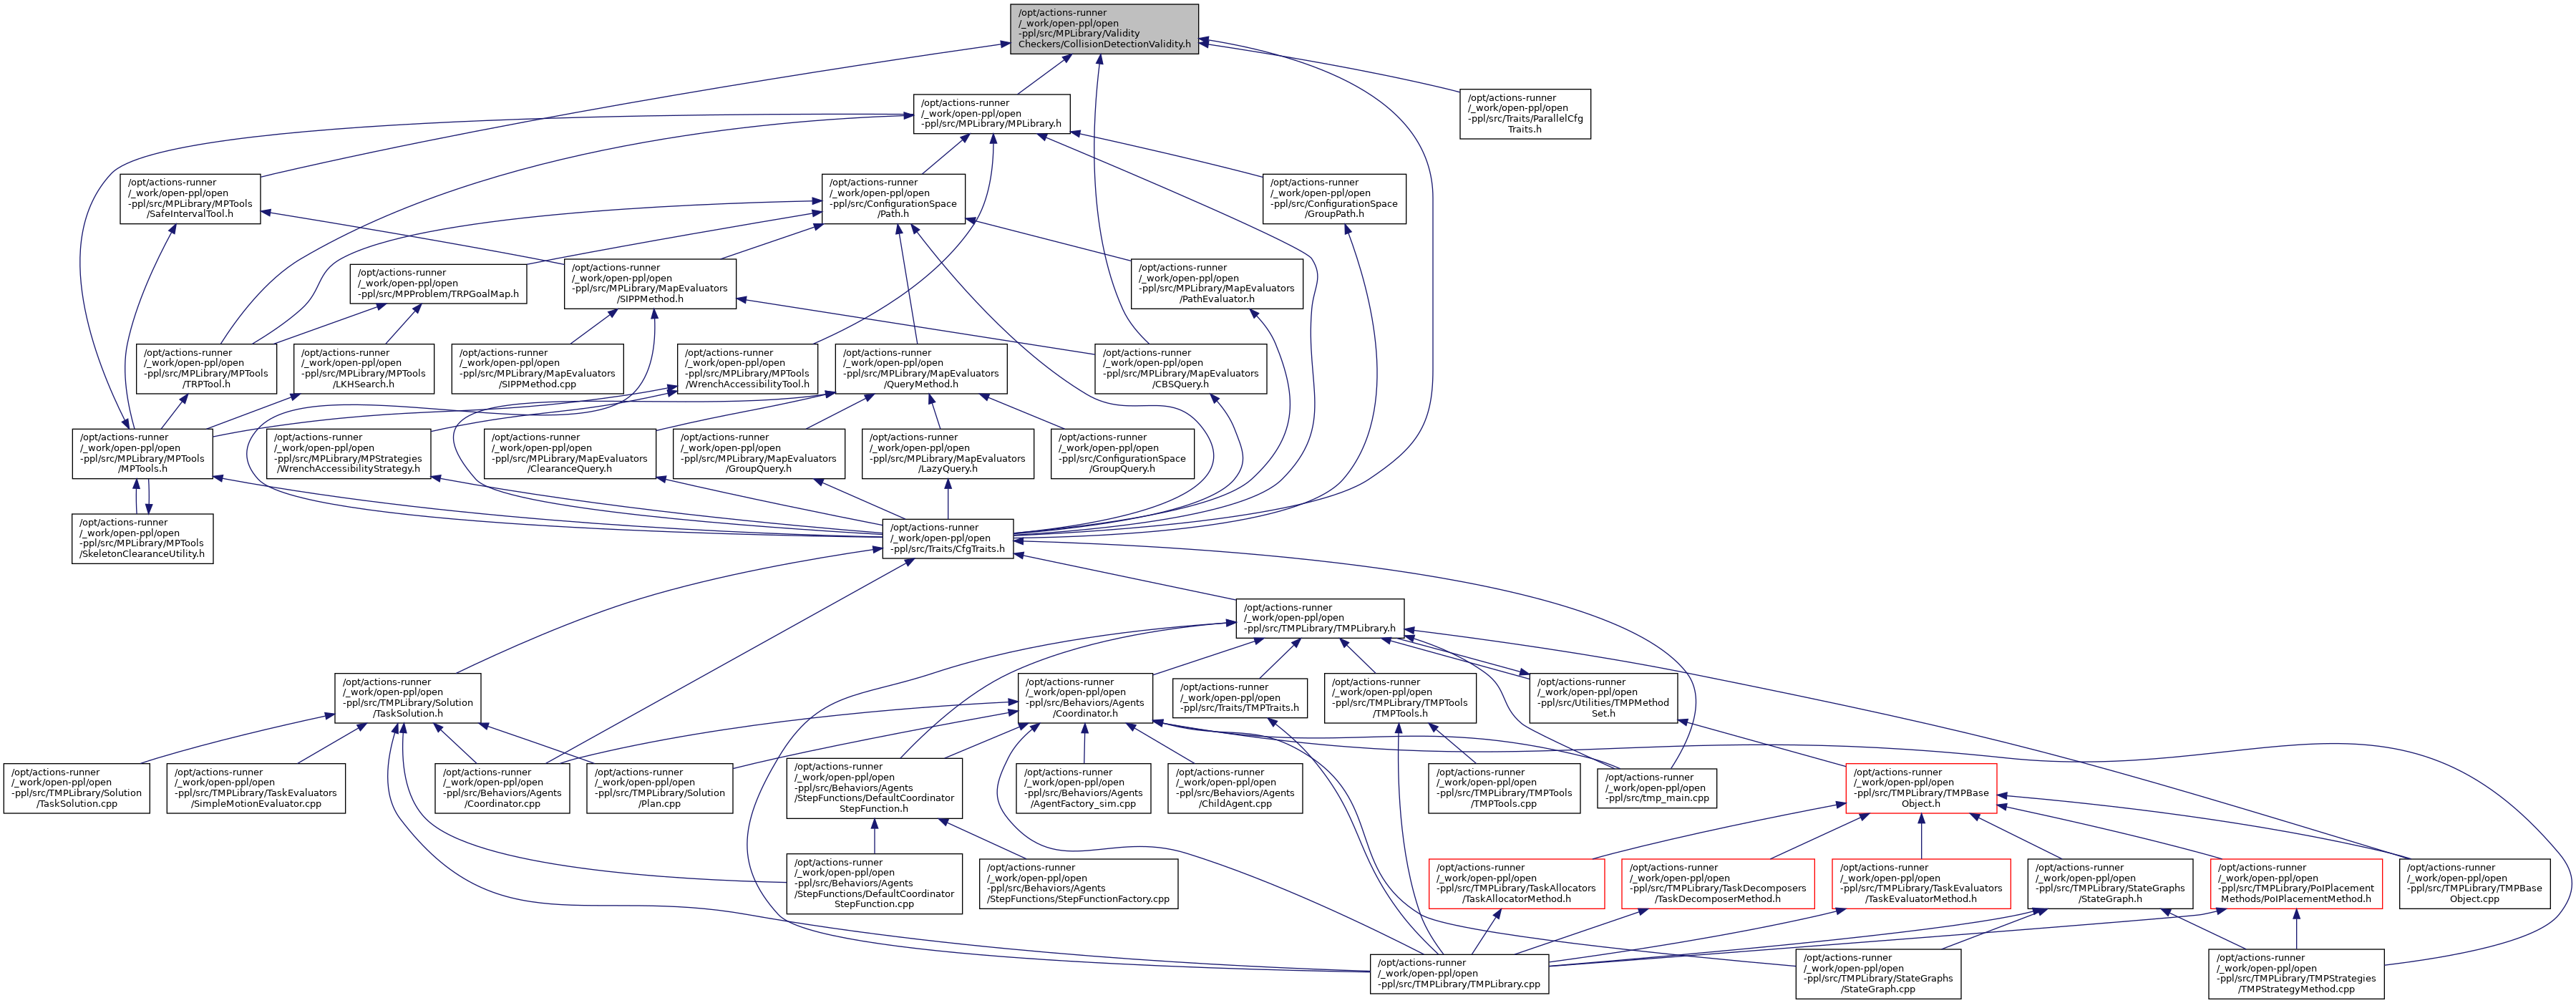 /opt/actions-runner
/_work/open-ppl/open
-ppl/src/MPLibrary/Validity
Checkers/CollisionDetectionValidity.h
/opt/actions-runner
/_work/open-ppl/open
-ppl/src/MPLibrary/MPLibrary.h
/opt/actions-runner
/_work/open-ppl/open
-ppl/src/Traits/ParallelCfg
Traits.h
/opt/actions-runner
/_work/open-ppl/open
-ppl/src/MPLibrary/MPTools
/SafeIntervalTool.h
/opt/actions-runner
/_work/open-ppl/open
-ppl/src/ConfigurationSpace
/Path.h
/opt/actions-runner
/_work/open-ppl/open
-ppl/src/ConfigurationSpace
/GroupPath.h
/opt/actions-runner
/_work/open-ppl/open
-ppl/src/MPProblem/TRPGoalMap.h
/opt/actions-runner
/_work/open-ppl/open
-ppl/src/MPLibrary/MapEvaluators
/SIPPMethod.h
/opt/actions-runner
/_work/open-ppl/open
-ppl/src/MPLibrary/MapEvaluators
/PathEvaluator.h
/opt/actions-runner
/_work/open-ppl/open
-ppl/src/MPLibrary/MPTools
/TRPTool.h
/opt/actions-runner
/_work/open-ppl/open
-ppl/src/MPLibrary/MPTools
/LKHSearch.h
/opt/actions-runner
/_work/open-ppl/open
-ppl/src/MPLibrary/MapEvaluators
/SIPPMethod.cpp
/opt/actions-runner
/_work/open-ppl/open
-ppl/src/MPLibrary/MPTools
/WrenchAccessibilityTool.h
/opt/actions-runner
/_work/open-ppl/open
-ppl/src/MPLibrary/MapEvaluators
/QueryMethod.h
/opt/actions-runner
/_work/open-ppl/open
-ppl/src/MPLibrary/MapEvaluators
/CBSQuery.h
/opt/actions-runner
/_work/open-ppl/open
-ppl/src/MPLibrary/MPTools
/MPTools.h
/opt/actions-runner
/_work/open-ppl/open
-ppl/src/MPLibrary/MPStrategies
/WrenchAccessibilityStrategy.h
/opt/actions-runner
/_work/open-ppl/open
-ppl/src/MPLibrary/MapEvaluators
/ClearanceQuery.h
/opt/actions-runner
/_work/open-ppl/open
-ppl/src/MPLibrary/MapEvaluators
/GroupQuery.h
/opt/actions-runner
/_work/open-ppl/open
-ppl/src/MPLibrary/MapEvaluators
/LazyQuery.h
/opt/actions-runner
/_work/open-ppl/open
-ppl/src/ConfigurationSpace
/GroupQuery.h
/opt/actions-runner
/_work/open-ppl/open
-ppl/src/MPLibrary/MPTools
/SkeletonClearanceUtility.h
/opt/actions-runner
/_work/open-ppl/open
-ppl/src/Traits/CfgTraits.h
/opt/actions-runner
/_work/open-ppl/open
-ppl/src/TMPLibrary/TMPLibrary.h
/opt/actions-runner
/_work/open-ppl/open
-ppl/src/TMPLibrary/Solution
/TaskSolution.h
/opt/actions-runner
/_work/open-ppl/open
-ppl/src/Behaviors/Agents
/Coordinator.h
/opt/actions-runner
/_work/open-ppl/open
-ppl/src/Traits/TMPTraits.h
/opt/actions-runner
/_work/open-ppl/open
-ppl/src/TMPLibrary/TMPTools
/TMPTools.h
/opt/actions-runner
/_work/open-ppl/open
-ppl/src/Utilities/TMPMethod
Set.h
/opt/actions-runner
/_work/open-ppl/open
-ppl/src/TMPLibrary/Solution
/TaskSolution.cpp
/opt/actions-runner
/_work/open-ppl/open
-ppl/src/TMPLibrary/TaskEvaluators
/SimpleMotionEvaluator.cpp
/opt/actions-runner
/_work/open-ppl/open
-ppl/src/Behaviors/Agents
/Coordinator.cpp
/opt/actions-runner
/_work/open-ppl/open
-ppl/src/TMPLibrary/Solution
/Plan.cpp
/opt/actions-runner
/_work/open-ppl/open
-ppl/src/Behaviors/Agents
/StepFunctions/DefaultCoordinator
StepFunction.h
/opt/actions-runner
/_work/open-ppl/open
-ppl/src/Behaviors/Agents
/AgentFactory_sim.cpp
/opt/actions-runner
/_work/open-ppl/open
-ppl/src/Behaviors/Agents
/ChildAgent.cpp
/opt/actions-runner
/_work/open-ppl/open
-ppl/src/TMPLibrary/TMPTools
/TMPTools.cpp
/opt/actions-runner
/_work/open-ppl/open
-ppl/src/tmp_main.cpp
/opt/actions-runner
/_work/open-ppl/open
-ppl/src/TMPLibrary/TMPBase
Object.h
/opt/actions-runner
/_work/open-ppl/open
-ppl/src/Behaviors/Agents
/StepFunctions/DefaultCoordinator
StepFunction.cpp
/opt/actions-runner
/_work/open-ppl/open
-ppl/src/Behaviors/Agents
/StepFunctions/StepFunctionFactory.cpp
/opt/actions-runner
/_work/open-ppl/open
-ppl/src/TMPLibrary/TaskAllocators
/TaskAllocatorMethod.h
/opt/actions-runner
/_work/open-ppl/open
-ppl/src/TMPLibrary/TaskDecomposers
/TaskDecomposerMethod.h
/opt/actions-runner
/_work/open-ppl/open
-ppl/src/TMPLibrary/TaskEvaluators
/TaskEvaluatorMethod.h
/opt/actions-runner
/_work/open-ppl/open
-ppl/src/TMPLibrary/StateGraphs
/StateGraph.h
/opt/actions-runner
/_work/open-ppl/open
-ppl/src/TMPLibrary/PoIPlacement
Methods/PoIPlacementMethod.h
/opt/actions-runner
/_work/open-ppl/open
-ppl/src/TMPLibrary/TMPBase
Object.cpp
/opt/actions-runner
/_work/open-ppl/open
-ppl/src/TMPLibrary/TMPLibrary.cpp
/opt/actions-runner
/_work/open-ppl/open
-ppl/src/TMPLibrary/StateGraphs
/StateGraph.cpp
/opt/actions-runner
/_work/open-ppl/open
-ppl/src/TMPLibrary/TMPStrategies
/TMPStrategyMethod.cpp